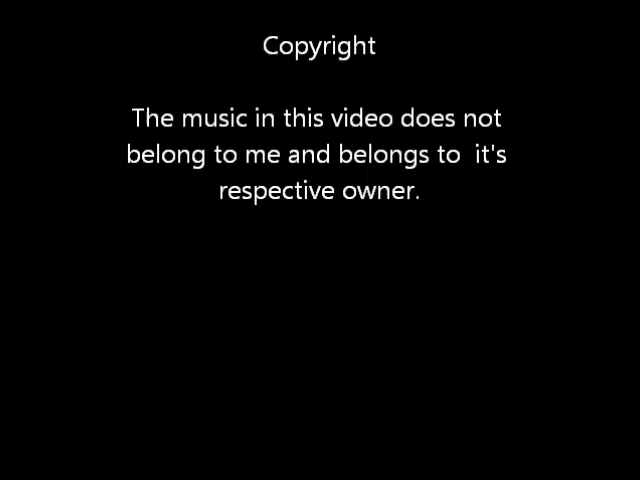 Copyright
The music in this video does not
belong to me and belongs to  it's
respective owner.